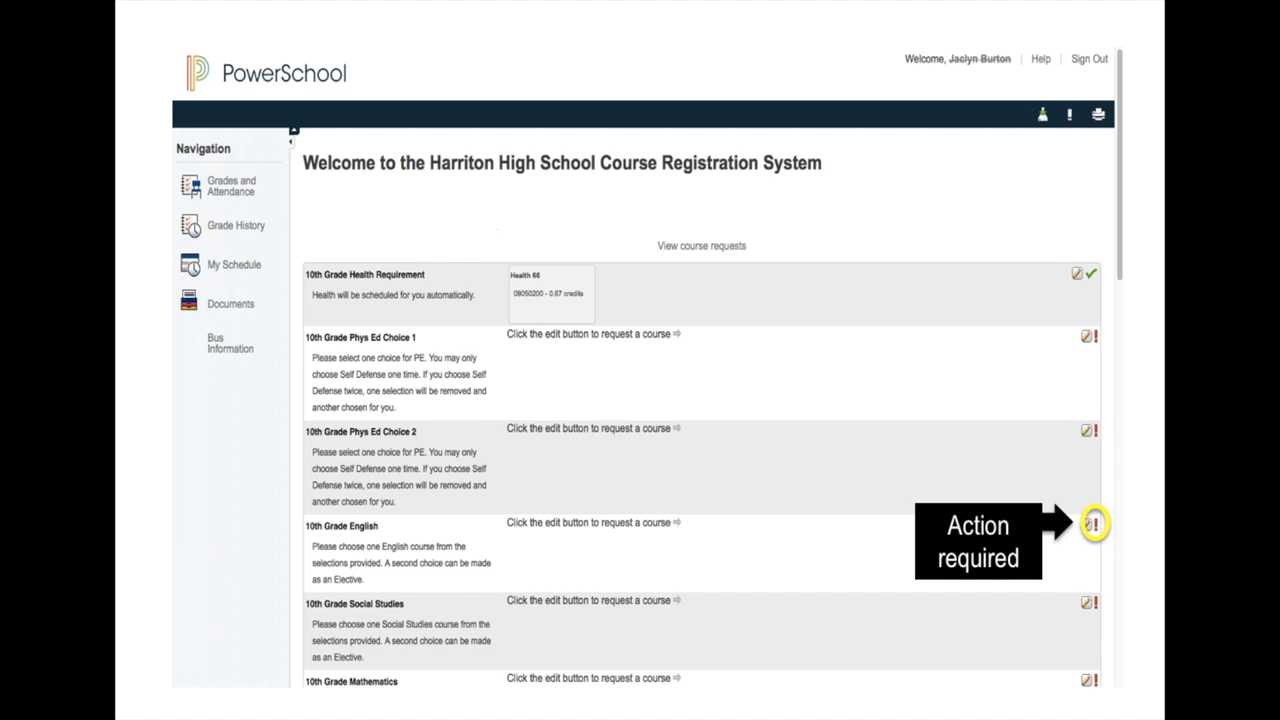 PowerSchool
Welcome, Jaclyn Burton | Help | Sign Out
Navigation
Grades and
Attendance
Grade History
My Schedule
Documents
Bus
Information
Welcome to the Harriton High School Course Registration System
View course requests
10th Grade Health Requirement
Health will be scheduled for you automatically.
Health 66
08050200 - 0.67 credits
10th Grade Phys Ed Choice 1
Click the edit button to request a course ⇨
Please select one choice for PE. You may only
choose Self Defense one time. If you choose Self
Defense twice, one selection will be removed and
another chosen for you.
10th Grade Phys Ed Choice 2
Click the edit button to request a course ⇨
Please select one choice for PE. You may only
choose Self Defense one time. If you choose Self
Defense twice, one selection will be removed and
another chosen for you.
10th Grade English
Click the edit button to request a course ⇨
Please choose one English course from the
selections provided. A second choice can be made
as an Elective.
Action
required
10th Grade Social Studies
Click the edit button to request a course ⇨
Please choose one Social Studies course from the
selections provided. A second choice can be made
as an Elective.
10th Grade Mathematics
Click the edit button to request a course ⇨